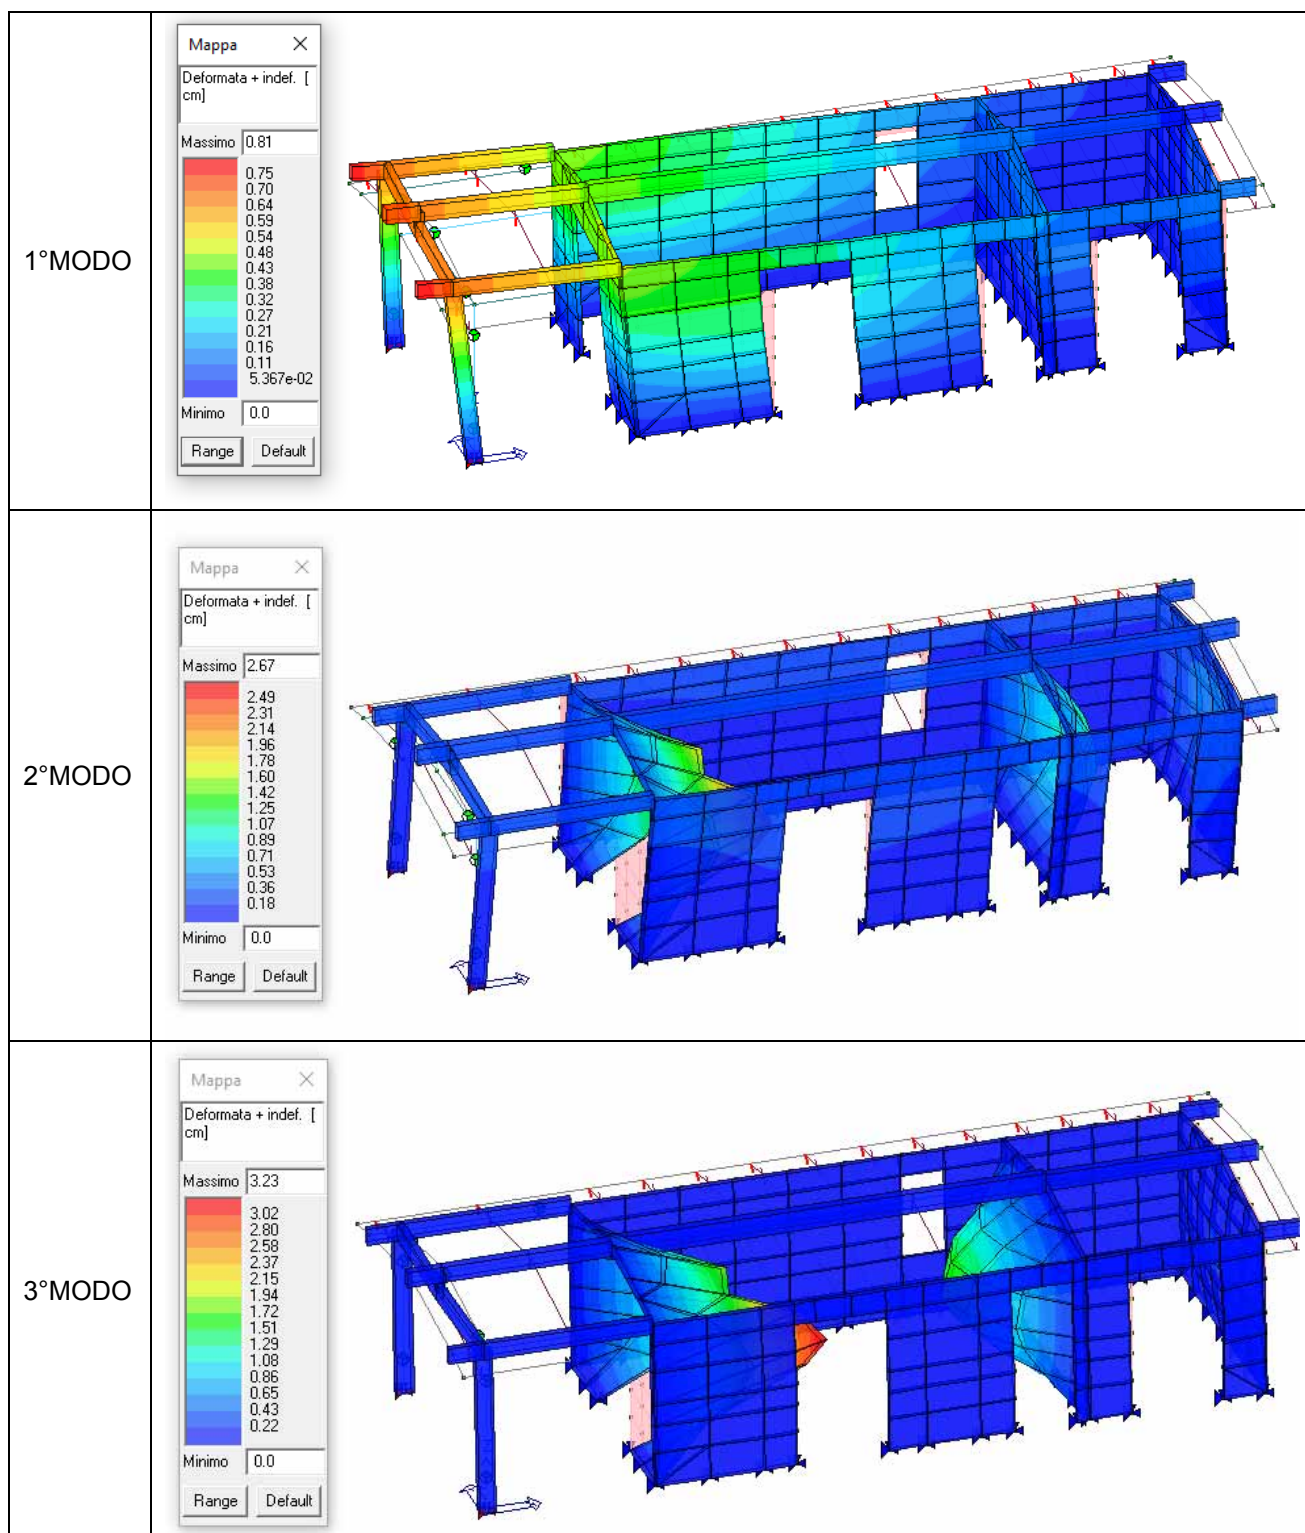 1°MODO
Mappa
Deformata + indef. [
cm]
Massimo 0.81
0.75
0.70
0.64
0.59
0.54
0.48
0.43
0.38
0.32
0.27
0.21
0.16
0.11
5.367e-02
Minimo 0.0
Range Default
2°MODO
Mappa
Deformata + indef. [
cm]
Massimo 2.67
2.49
2.31
2.14
1.96
1.78
1.60
1.42
1.25
1.07
0.89
0.71
0.53
0.36
0.18
Minimo 0.0
Range Default
3°MODO
Mappa
Deformata + indef. [
cm]
Massimo 3.23
3.02
2.80
2.58
2.37
2.15
1.94
1.72
1.51
1.29
1.08
0.86
0.65
0.43
0.22
Minimo 0.0
Range Default